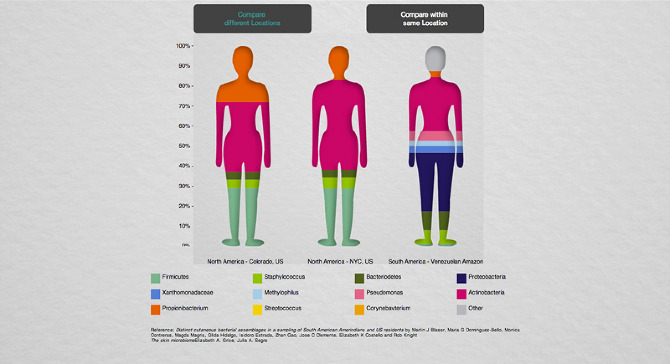 Compare
different Locations
Compare within
same Location
100%
90%
80%
70%
60%
50%
40%
30%
20%
10%
0%
North America - Colorado, US
North America - NYC, US
South America - Venezuelan Amazon
Firmicutes
Staphylococcus
Bacteroidetes
Proteobacteria
Xanthomonadaceae
Methylophilus
Pseudomonas
Actinobacteria
Propionibacterium
Streptococcus
Corynebacterium
Other
Reference: Distinct cutaneous bacterial assemblages in a sampling of South American Amerindians and US residents by Martin J Blaser, Maria G Dominguez-Bello, Monica
Contreras, Magda Magris, Glida Hidalgo, Isidoro Estrada, Zhan Gao, Jose C Clemente, Elizabeth K Costello and Rob Knight
The skin microbiome Elizabeth A. Grice, Julia A. Segre